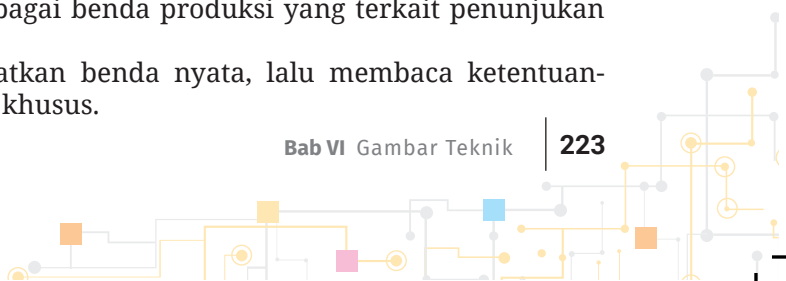 bagai benda produksi yang terkait penunjukan
atkan benda nyata, lalu membaca ketentuan-
khusus.
Bab VI Gambar Teknik 223